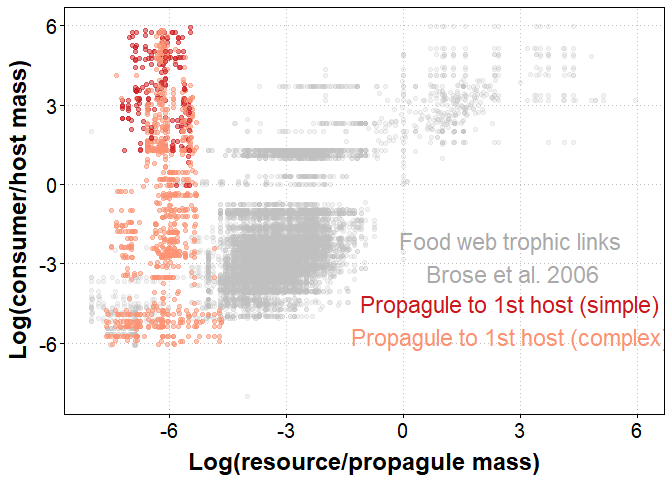 6
3
0
-3
-6
Log(consumer/host mass)
Food web trophic links
Brose et al. 2006
Propagule to 1st host (simple)
Propagule to 1st host (complex)
-6 -3 0 3 6
Log(resource/propagule mass)